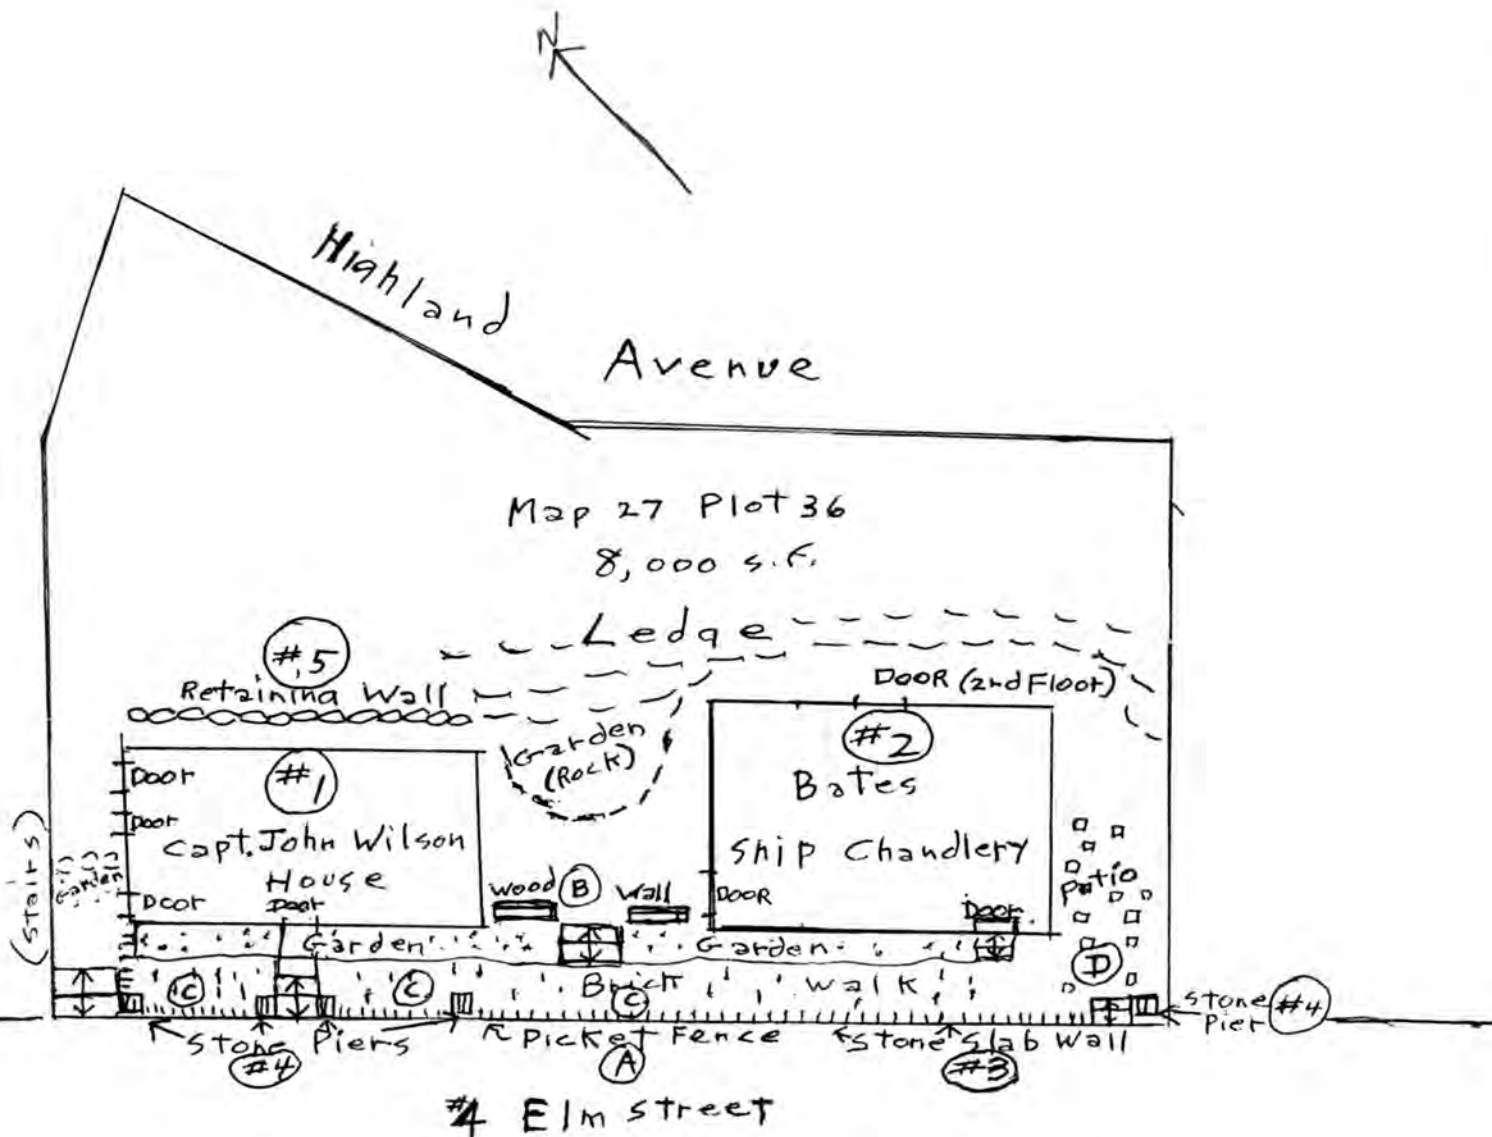 N
Highland
Avenue
Map 27 Plot 36
8,000 s.f.
Ledge
#5
Retaining Wall
DOOR (2nd Floor)
Garden
(Rock)
#1
#2
Door
Door
Capt. John Wilson
House
Door
Door
Bates
Ship Chandlery
DOOR
Door
Wood B Wall
Patio
(Stairs)
Garden
Garden
Garden
Brick Walk
C
C
C
D
Stone Piers
#4
Picket Fence
A
Stone Slab Wall
#3
Stone
Pier
#4
#4 Elm Street